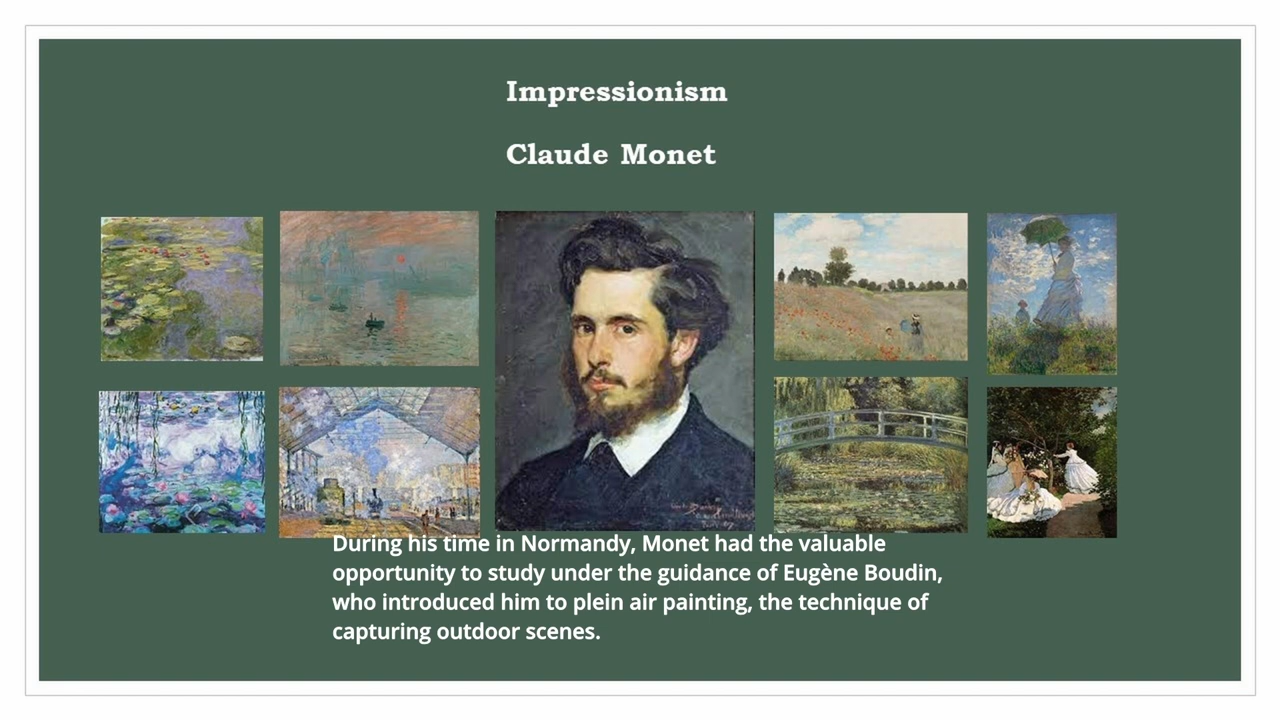 Impressionism
Claude Monet
During his time in Normandy, Monet had the valuable
opportunity to study under the guidance of Eugène Boudin,
who introduced him to plein air painting, the technique of
capturing outdoor scenes.